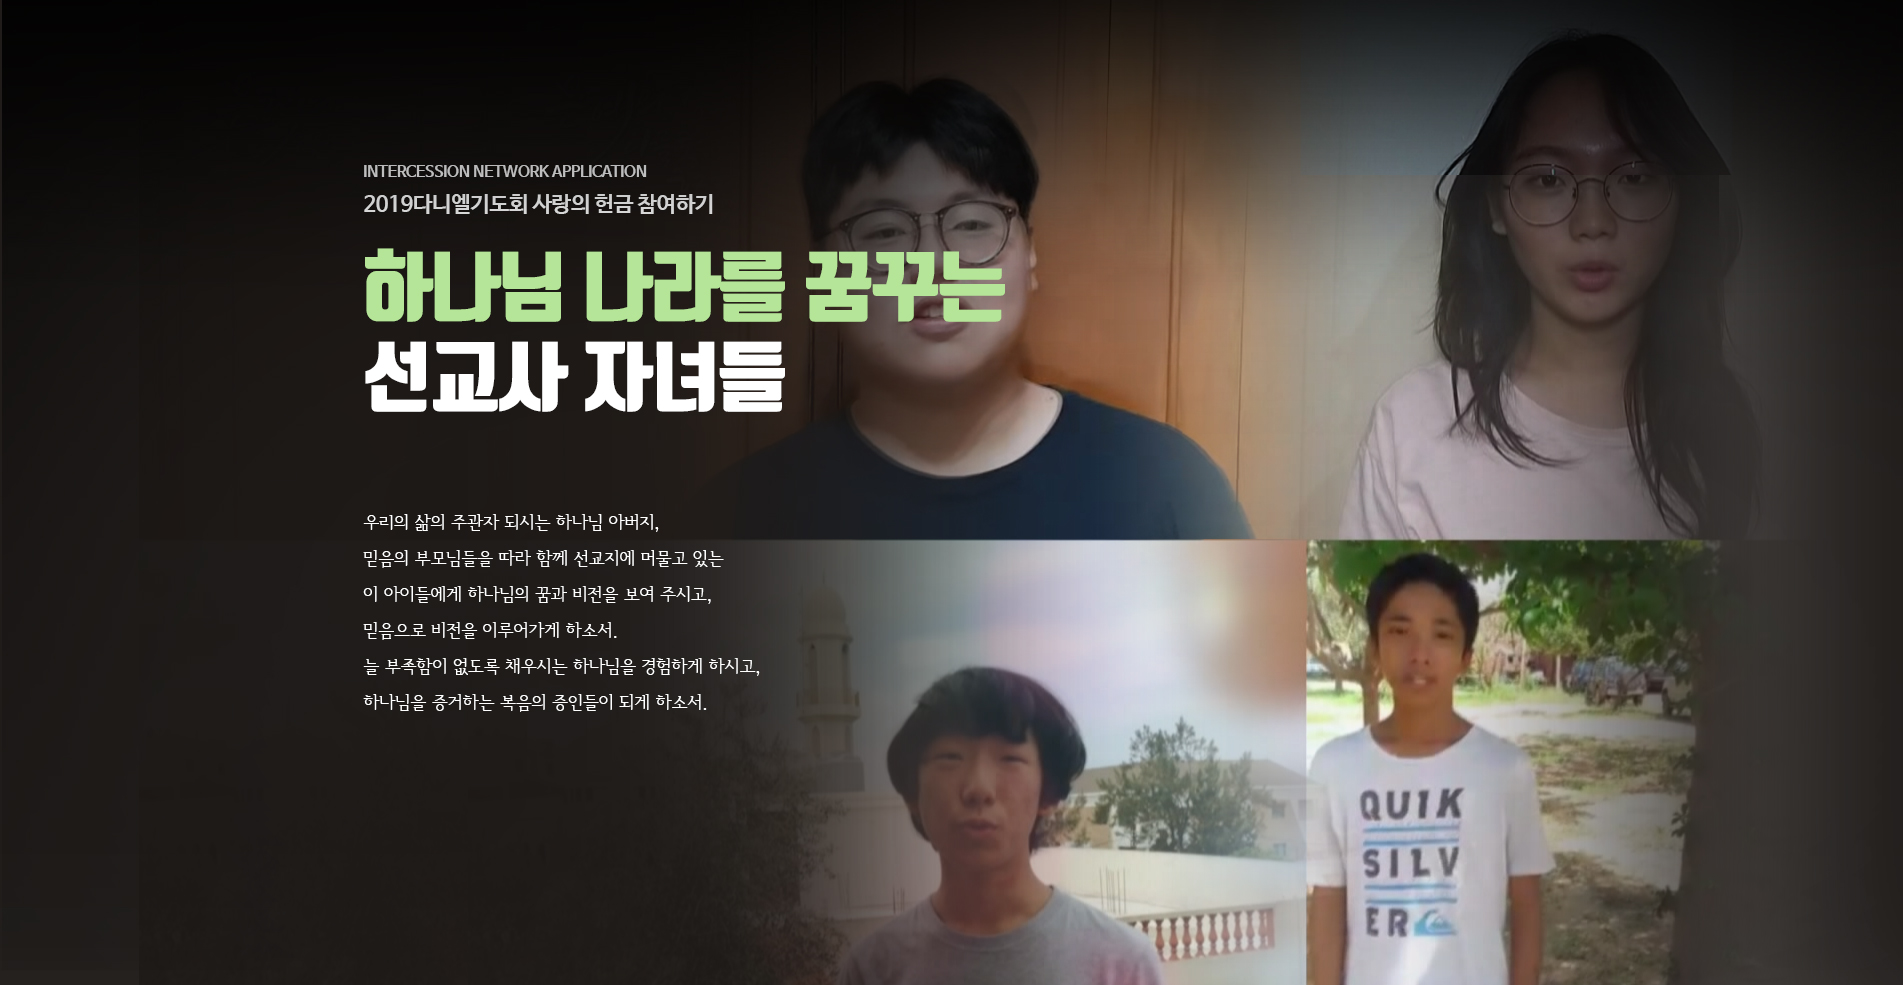 INTERCESSION NETWORK APPLICATION
2019다니엘기도회 사랑의 헌금 참여하기
하나님 나라를 꿈꾸는
선교사 자녀들
우리의 삶의 주관자 되시는 하나님 아버지,
믿음의 부모님들을 따라 함께 선교지에 머물고 있는
이 아이들에게 하나님의 꿈과 비전을 보여 주시고,
믿음으로 비전을 이루어가게 하소서.
늘 부족함이 없도록 채우시는 하나님을 경험하게 하시고,
하나님을 증거하는 복음의 증인들이 되게 하소서.
QUIK
SILV
ER